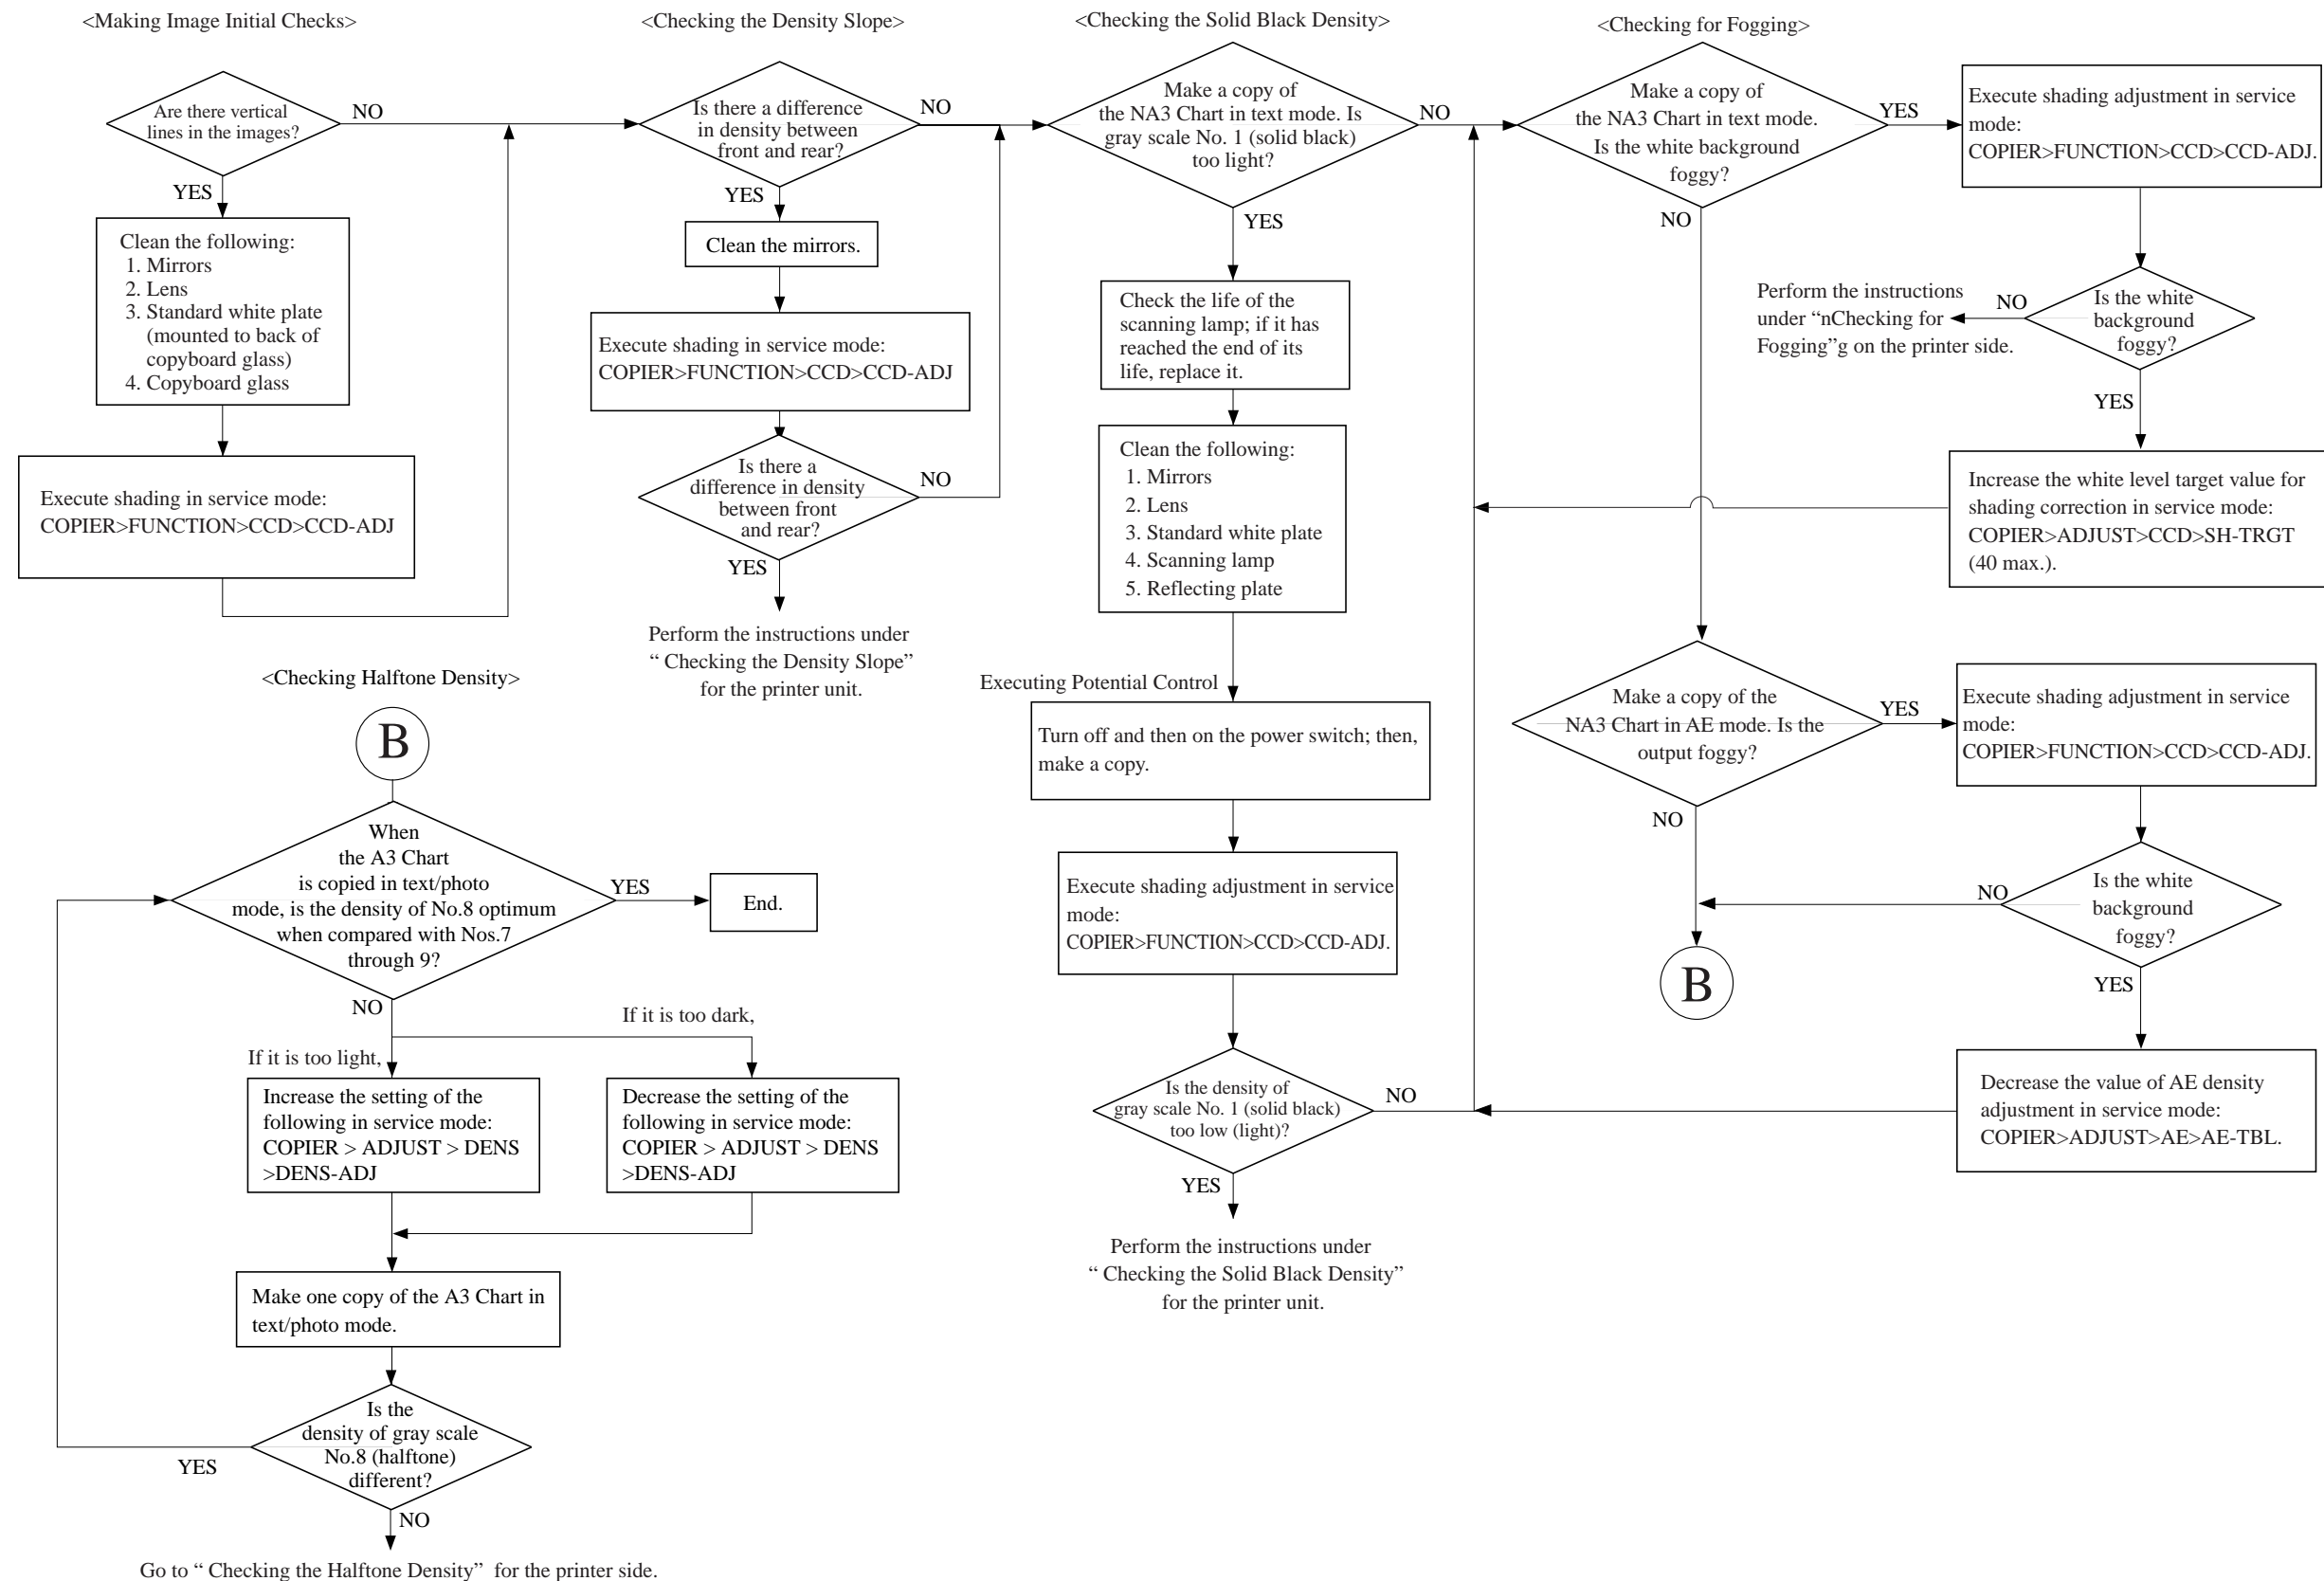 <Making Image Initial Checks>
Are there vertical
lines in the images?
NO
YES
Clean the following:
1. Mirrors
2. Lens
3. Standard white plate
(mounted to back of
copyboard glass)
4. Copyboard glass
Execute shading in service mode:
COPIER>FUNCTION>CCD>CCD-ADJ
<Checking the Density Slope>
Is there a difference
in density between
front and rear?
NO
YES
Clean the mirrors.
Execute shading in service mode:
COPIER>FUNCTION>CCD>CCD-ADJ
Is there a
difference in density
between front
and rear?
NO
YES
Perform the instructions under
“ Checking the Density Slope”
for the printer unit.
<Checking the Solid Black Density>
Make a copy of
the NA3 Chart in text mode. Is
gray scale No. 1 (solid black)
too light?
NO
YES
Check the life of the
scanning lamp; if it has
reached the end of its
life, replace it.
Clean the following:
1. Mirrors
2. Lens
3. Standard white plate
4. Scanning lamp
5. Reflecting plate
Executing Potential Control
Turn off and then on the power switch; then,
make a copy.
Execute shading adjustment in service
mode:
COPIER>FUNCTION>CCD>CCD-ADJ.
Is the density of
gray scale No. 1 (solid black)
too low (light)?
NO
YES
Perform the instructions under
“ Checking the Solid Black Density”
for the printer unit.
<Checking for Fogging>
Make a copy of
the NA3 Chart in text mode.
Is the white background
foggy?
YES
NO
Execute shading adjustment in service
mode:
COPIER>FUNCTION>CCD>CCD-ADJ.
Is the white
background
foggy?
NO
Perform the instructions
under “nChecking for
Fogging”g on the printer side.
YES
Increase the white level target value for
shading correction in service mode:
COPIER>ADJUST>CCD>SH-TRGT
(40 max.).
Make a copy of the
NA3 Chart in AE mode. Is the
output foggy?
YES
NO
Execute shading adjustment in service
mode:
COPIER>FUNCTION>CCD>CCD-ADJ.
Is the white
background
foggy?
NO
YES
B
Decrease the value of AE density
adjustment in service mode:
COPIER>ADJUST>AE>AE-TBL.
<Checking Halftone Density>
B
When
the A3 Chart
is copied in text/photo
mode, is the density of No.8 optimum
when compared with Nos.7
through 9?
YES
End.
NO
If it is too dark,
If it is too light,
Increase the setting of the
following in service mode:
COPIER > ADJUST > DENS
>DENS-ADJ
Decrease the setting of the
following in service mode:
COPIER > ADJUST > DENS
>DENS-ADJ
Make one copy of the A3 Chart in
text/photo mode.
Is the
density of gray scale
No.8 (halftone)
different?
YES
NO
Go to “ Checking the Halftone Density” for the printer side.